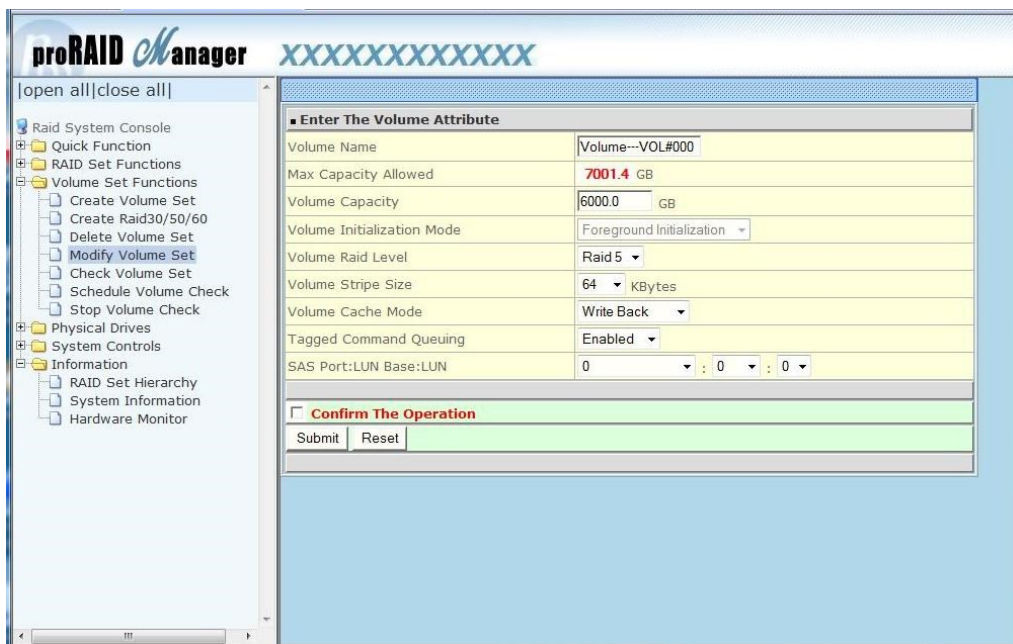 proRAID Manager XXXXXXXXXXXX
|open all|close all|
Raid System Console
Quick Function
RAID Set Functions
Volume Set Functions
Create Volume Set
Create Raid30/50/60
Delete Volume Set
Modify Volume Set
Check Volume Set
Schedule Volume Check
Stop Volume Check
Physical Drives
System Controls
Information
RAID Set Hierarchy
System Information
Hardware Monitor
Enter The Volume Attribute
Volume Name Volume---VOL#000
Max Capacity Allowed 7001.4 GB
Volume Capacity 6000.0 GB
Volume Initialization Mode Foreground Initialization
Volume Raid Level Raid 5
Volume Stripe Size 64 KBytes
Volume Cache Mode Write Back
Tagged Command Queuing Enabled
SAS Port:LUN Base:LUN 0 : 0 : 0
Confirm The Operation
Submit Reset